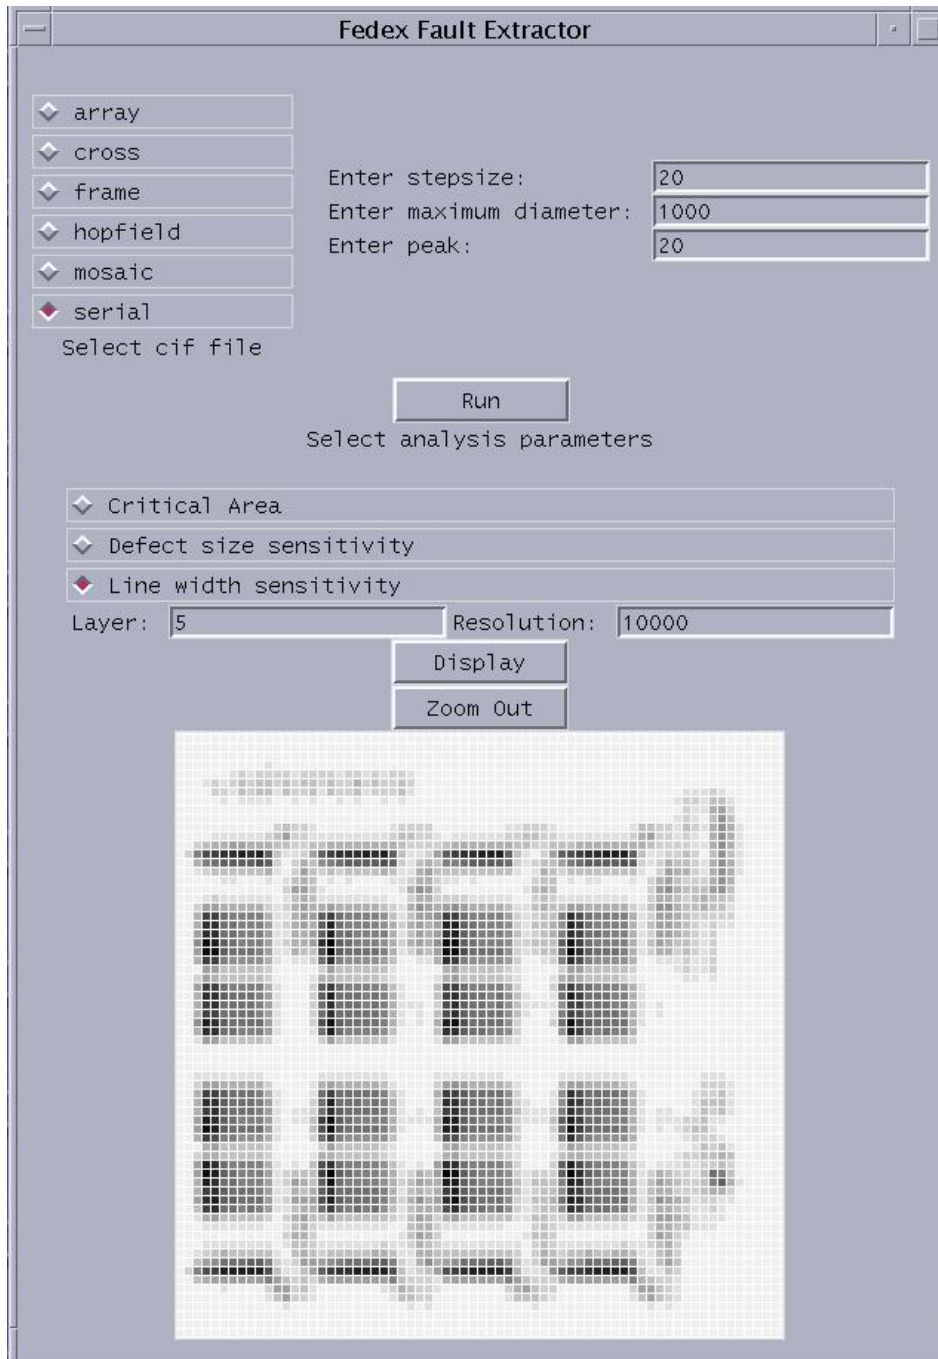 Fedex Fault Extractor
array
cross
frame
hopfield
mosaic
serial
Select cif file
Enter stepsize: 20
Enter maximum diameter: 1000
Enter peak: 20
Run
Select analysis parameters
Critical Area
Defect size sensitivity
Line width sensitivity
Layer: 5 Resolution: 10000
Display
Zoom Out